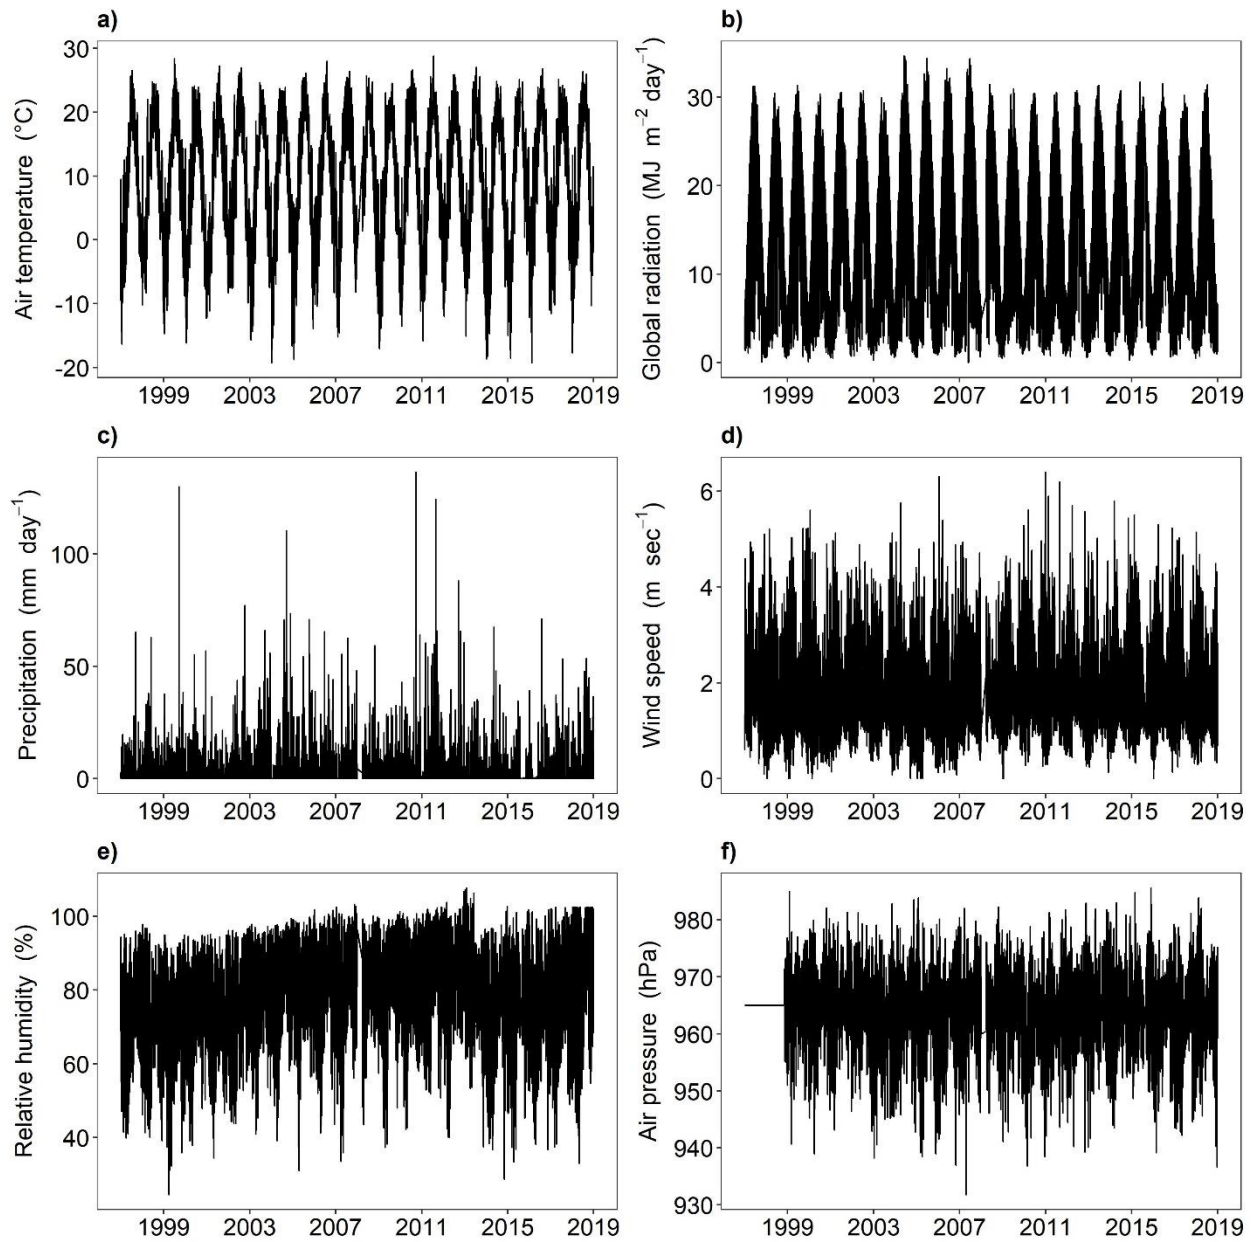 a)
b)
Air temperature (°C)
30
20
10
0
-10
-20
1999 2003 2007 2011 2015 2019
Global radiation (MJ m⁻² day⁻¹)
30
20
10
0
1999 2003 2007 2011 2015 2019
c)
d)
Precipitation (mm day⁻¹)
100
50
0
1999 2003 2007 2011 2015 2019
Wind speed (m sec⁻¹)
6
4
2
0
1999 2003 2007 2011 2015 2019
e)
f)
Relative humidity (%)
100
80
60
40
1999 2003 2007 2011 2015 2019
Air pressure (hPa)
980
970
960
950
940
930
1999 2003 2007 2011 2015 2019